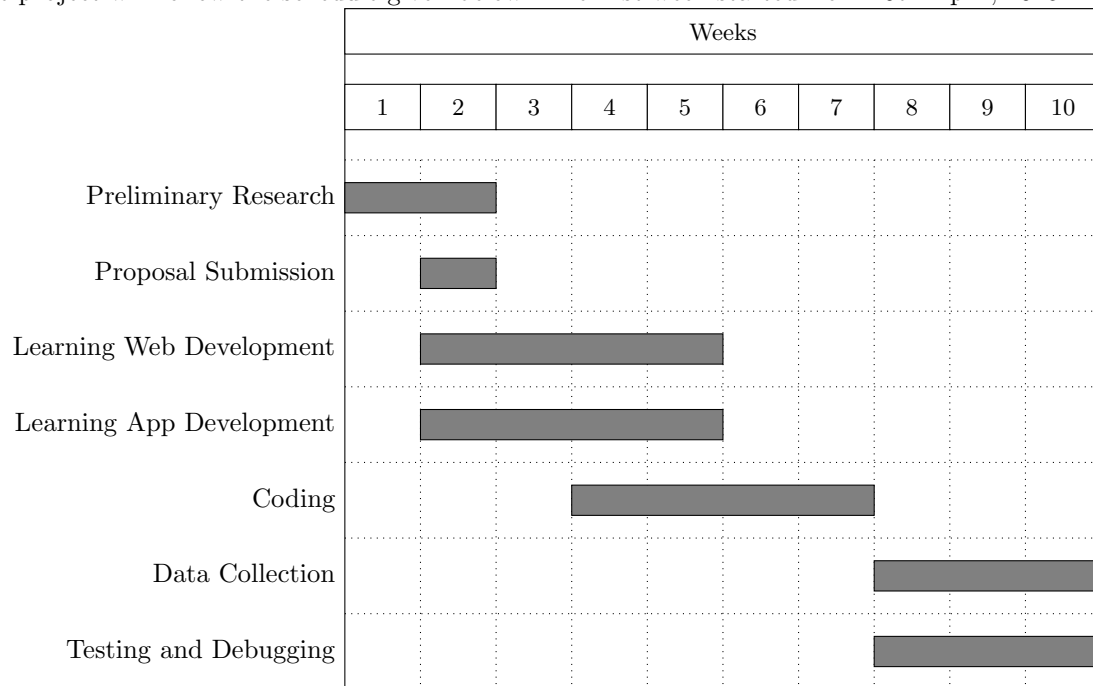 Weeks
1 2 3 4 5 6 7 8 9 10
Preliminary Research
Proposal Submission
Learning Web Development
Learning App Development
Coding
Data Collection
Testing and Debugging